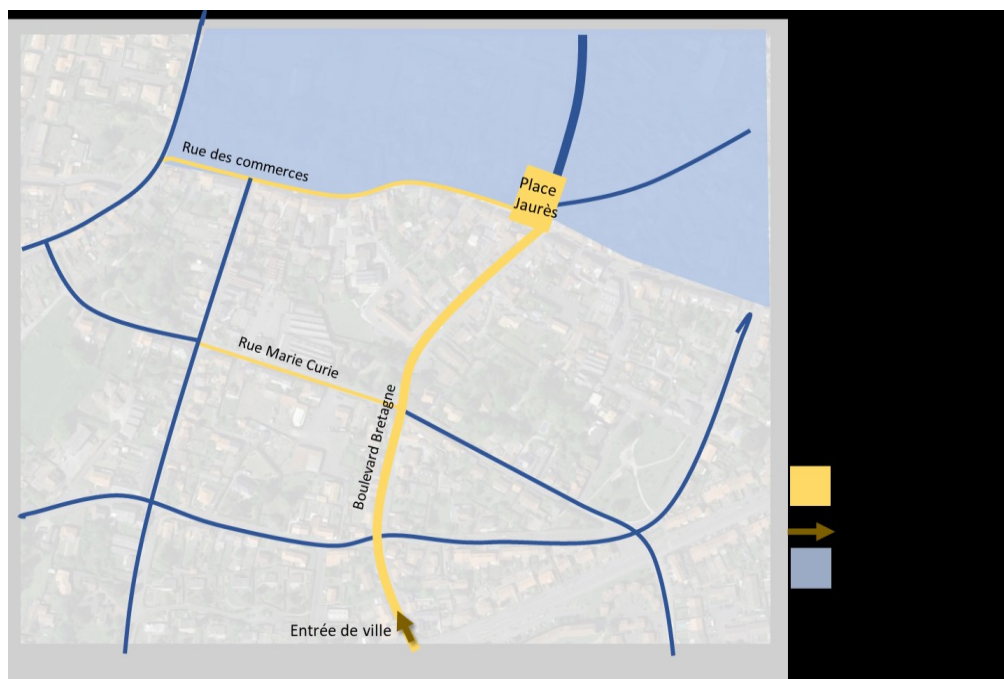 Rue des commerces
Place
Jaurès
Rue Marie Curie
Boulevard Bretagne
Entrée de ville